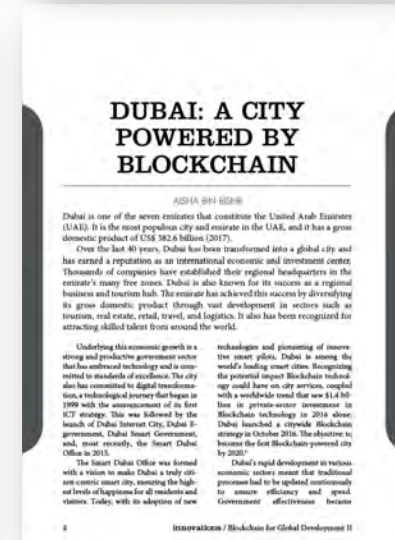 DUBAI: A CITY
POWERED BY
BLOCKCHAIN
AISHA BIN BISHR
Dubai is one of the seven emirates that constitute the United Arab Emirates
(UAE). It is the most populous city and emirate in the UAE, and it has a gross
domestic product of US$ 382.6 billion (2017).
Over the last 40 years, Dubai has been transformed into a global city and
has earned a reputation as an international economic and investment center.
Thousands of companies have established their regional headquarters in the
emirate's many free zones. Dubai is also known for its success as a regional
business and tourism hub. The emirate has achieved this success by diversifying
its gross domestic product through vast development in sectors such as
tourism, real estate, retail, travel, and logistics. It also has been recognized for
attracting skilled talent from around the world.
Underlying this economic growth is a
strong and productive government sector
that has embraced technology and is com-
mitted to standards of excellence. The city
also has committed to digital transforma-
tion, a technological journey that began in
1999 with the announcement of its first
ICT strategy. This was followed by the
launch of Dubai Internet City, Dubai E-
government, Dubai Smart Government,
and, most recently, the Smart Dubai
Office in 2015.
The Smart Dubai Office was formed
with a vision to make Dubai a truly citi-
zen-centric smart city, ensuring the high-
est levels of happiness for all residents and
visitors. Today, with its adoption of new
technologies and pioneering of innova-
tive smart pilots, Dubai is among the
world's leading smart cities. Recognizing
the potential impact Blockchain technol-
ogy could have on city services, coupled
with a worldwide trend that saw $1.4 bil-
lion in private-sector investment in
Blockchain technology in 2016 alone,
Dubai launched a citywide Blockchain
strategy in October 2016. The objective: to
become the first Blockchain-powered city
by 2020.
Dubai's rapid development in various
economic sectors meant that traditional
processes had to be updated continuously
to ensure efficiency and speed.
Government effectiveness became
innovations / Blockchain for Global Development II